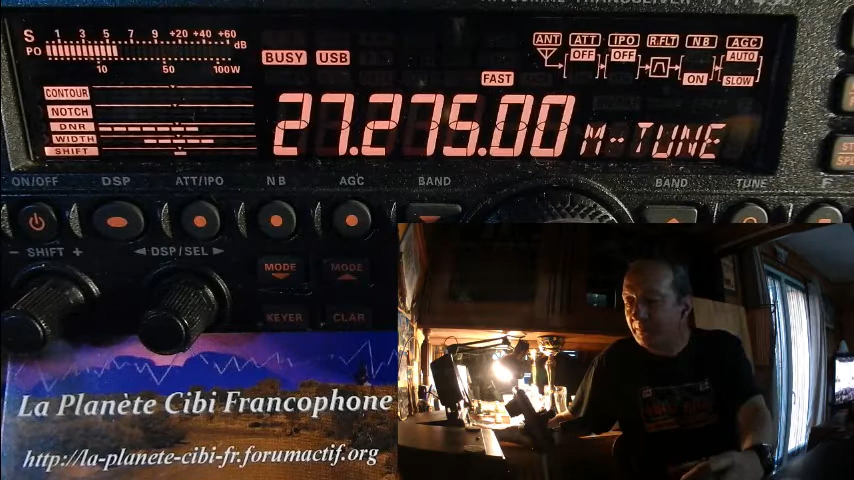 S 1 3 5 7 9 +20 +40 +60 dB
PO 10 50 100W
BUSY USB
ANT ATT IPO R.FLT NB AGC
OFF OFF AUTO
ON SLOW
FAST
CONTOUR
NOTCH
DNR
WIDTH
SHIFT
27.275.00 M-TUNE
ON/OFF DSP ATT/IPO NB AGC BAND BAND TUNE
− SHIFT + ◄DSP/SEL►
MODE MODE
KEYER CLAR
La Planète Cibi Francophone
http://la-planete-cibi-fr.forumactif.org